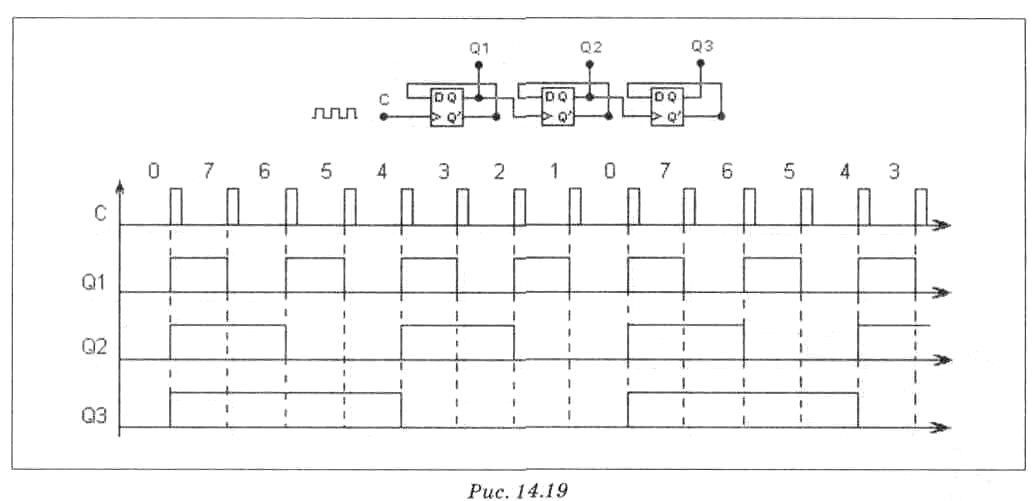 Q1 Q2 Q3
C D Q D Q D Q
Q' Q' Q'
0 7 6 5 4 3 2 1 0 7 6 5 4 3
C
Q1
Q2
Q3
Рис. 14.19